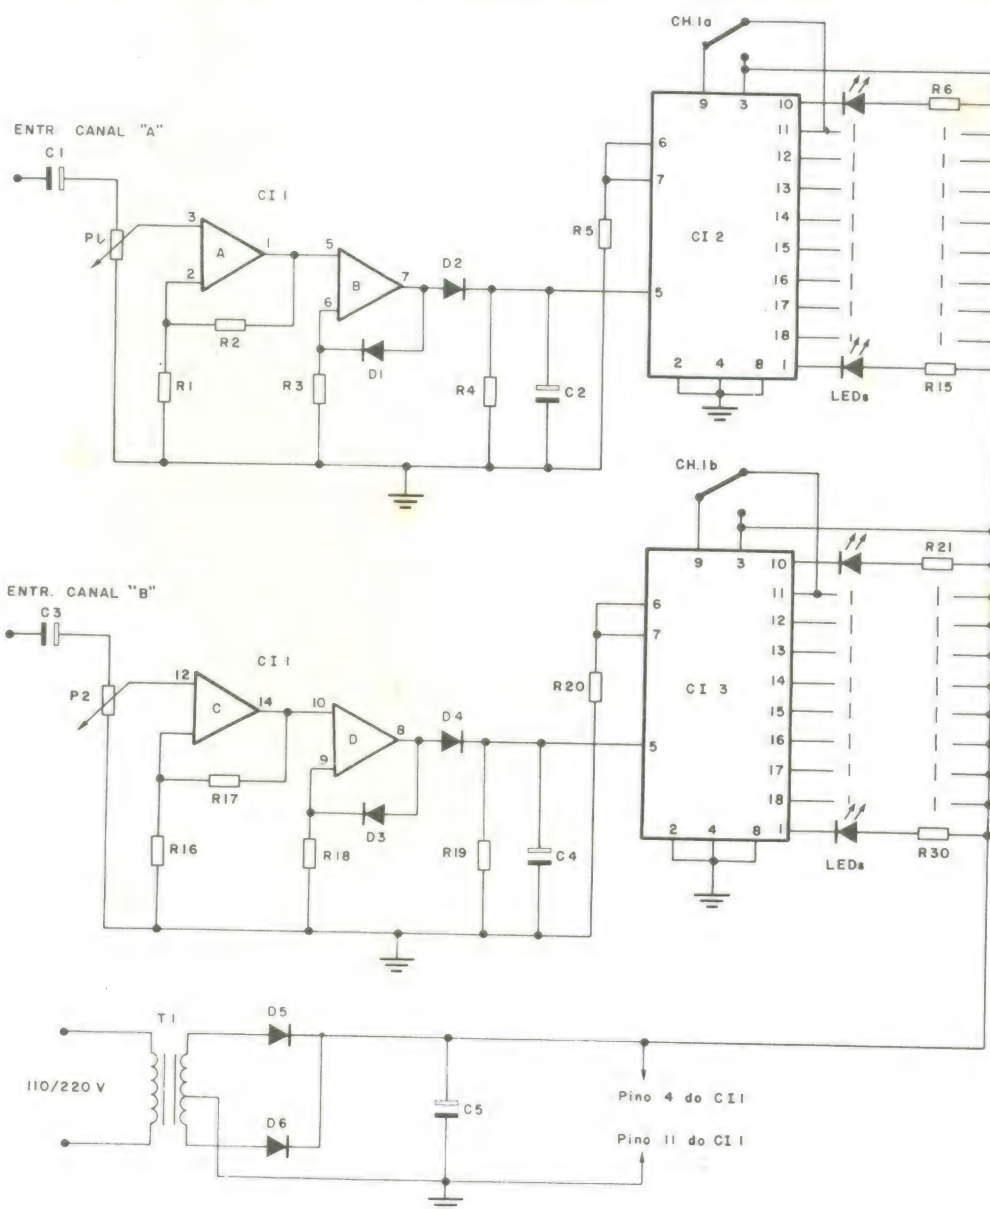 CH.1a
9 3 10
R6
ENTR. CANAL "A"
C1
11
6
12
CI 1
7
13
P1
3
A
1
5
R5
CI 2
14
2
B
7
D2
15
6
5
16
R2
17
D1
18
R1
R3
R4
C2
2 4 8
1
LEDs
R15
CH.1b
9 3 10
R21
ENTR. CANAL "B"
C3
11
6
12
7
CI 1
13
R20
CI 3
P2
12
C
14
10
D
8
D4
14
15
9
5
16
R17
17
D3
18
R16
R18
R19
C4
2 4 8
1
LEDs
R30
T1
D5
110/220 V
C5
Pino 4 do CI1
D6
Pino 11 do CI1